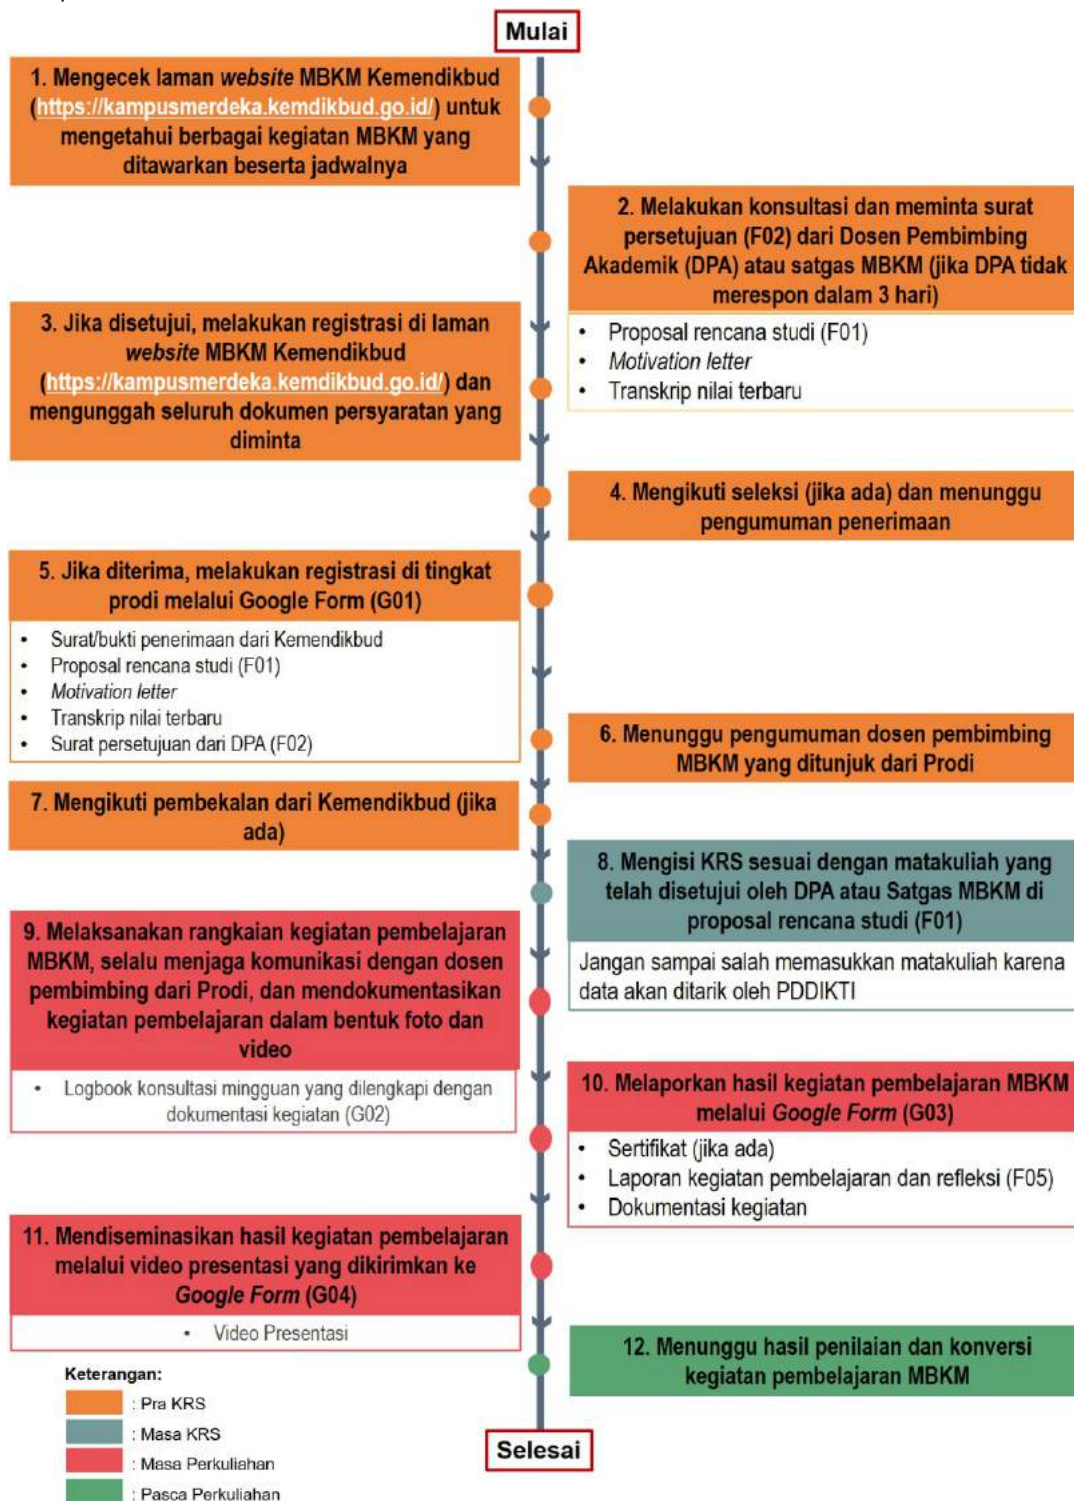 Mulai
1. Mengecek laman website MBKM Kemendikbud
(https://kampusmerdeka.kemdikbud.go.id/) untuk
mengetahui berbagai kegiatan MBKM yang
ditawarkan beserta jadwalnya
2. Melakukan konsultasi dan meminta surat
persetujuan (F02) dari Dosen Pembimbing
Akademik (DPA) atau satgas MBKM (jika DPA tidak
merespon dalam 3 hari)
• Proposal rencana studi (F01)
• Motivation letter
• Transkrip nilai terbaru
3. Jika disetujui, melakukan registrasi di laman
website MBKM Kemendikbud
(https://kampusmerdeka.kemdikbud.go.id/) dan
mengunggah seluruh dokumen persyaratan yang
diminta
4. Mengikuti seleksi (jika ada) dan menunggu
pengumuman penerimaan
5. Jika diterima, melakukan registrasi di tingkat
prodi melalui Google Form (G01)
• Surat/bukti penerimaan dari Kemendikbud
• Proposal rencana studi (F01)
• Motivation letter
• Transkrip nilai terbaru
• Surat persetujuan dari DPA (F02)
6. Menunggu pengumuman dosen pembimbing
MBKM yang ditunjuk dari Prodi
7. Mengikuti pembekalan dari Kemendikbud (jika
ada)
8. Mengisi KRS sesuai dengan matakuliah yang
telah disetujui oleh DPA atau Satgas MBKM di
proposal rencana studi (F01)
Jangan sampai salah memasukkan matakuliah karena
data akan ditarik oleh PDDIKTI
9. Melaksanakan rangkaian kegiatan pembelajaran
MBKM, selalu menjaga komunikasi dengan dosen
pembimbing dari Prodi, dan mendokumentasikan
kegiatan pembelajaran dalam bentuk foto dan
video
• Logbook konsultasi mingguan yang dilengkapi dengan
dokumentasi kegiatan (G02)
10. Melaporkan hasil kegiatan pembelajaran MBKM
melalui Google Form (G03)
• Sertifikat (jika ada)
• Laporan kegiatan pembelajaran dan refleksi (F05)
• Dokumentasi kegiatan
11. Mendiseminasikan hasil kegiatan pembelajaran
melalui video presentasi yang dikirimkan ke
Google Form (G04)
• Video Presentasi
12. Menunggu hasil penilaian dan konversi
kegiatan pembelajaran MBKM
Selesai
Keterangan:
: Pra KRS
: Masa KRS
: Masa Perkuliahan
: Pasca Perkuliahan